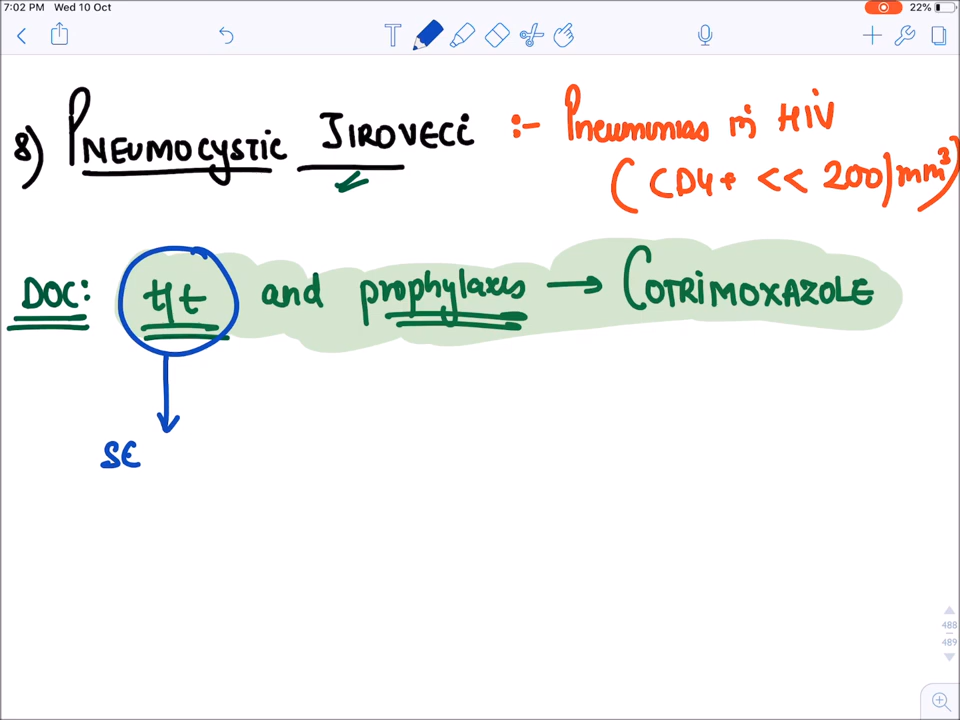 7:02 PM Wed 10 Oct 22%
8) PNEUMOCYSTIC JIROVECI :- Pneumonias in HIV
(CD4+ << 200/mm³)
DOC: t/t and prophylaxis → COTRIMOXAZOLE
SE
488
489